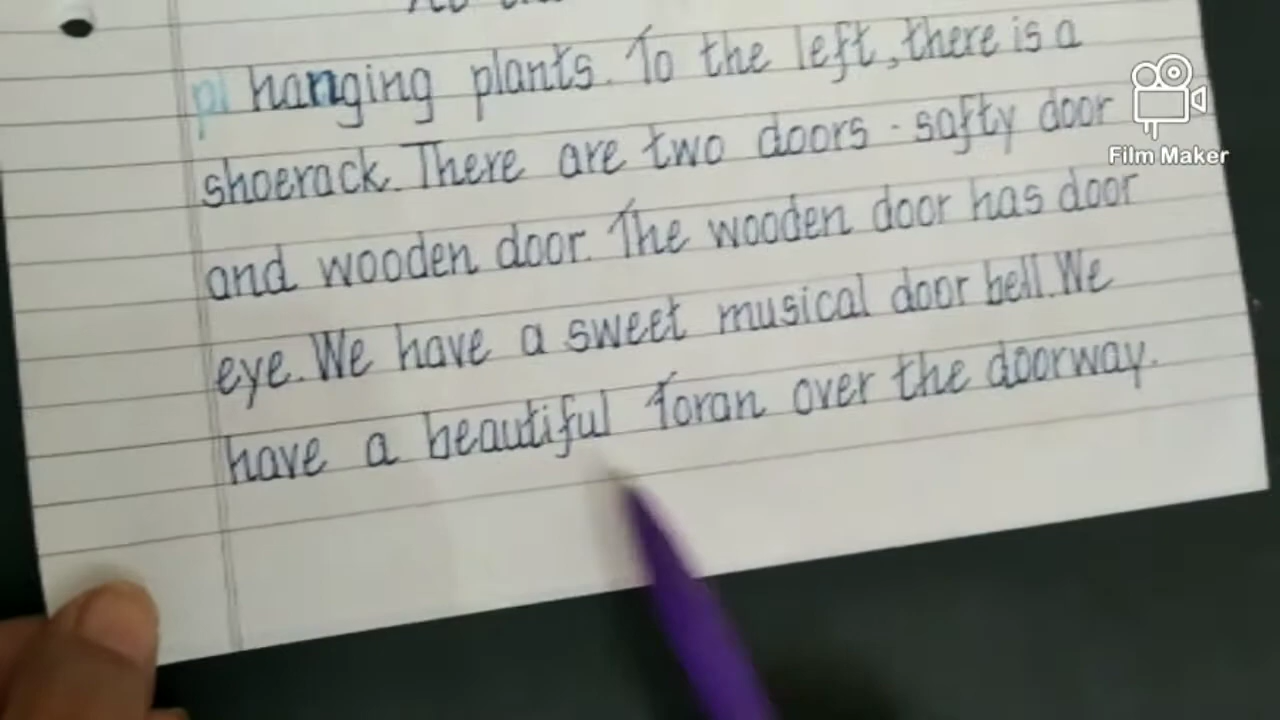 pl hanging plants. To the left, there is a
shoerack. There are two doors - safty door
and wooden door. The wooden door has door
eye. We have a sweet musical door bell. We
have a beautiful Toran over the doorway.
Film Maker